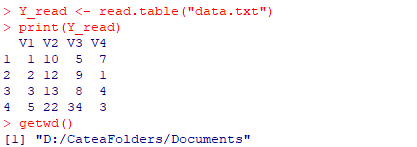 > Y_read <- read.table("data.txt")
> print(Y_read)
  V1 V2 V3 V4
1  1 10  5  7
2  2 12  9  1
3  3 13  8  4
4  5 22 34  3
> getwd()
[1] "D:/CateaFolders/Documents"